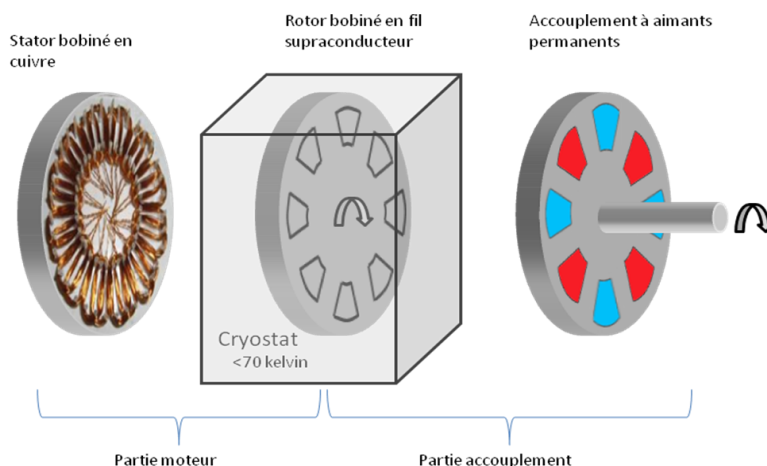 Stator bobiné en
cuivre
Rotor bobiné en fil
supraconducteur
Accouplement à aimants
permanents
Cryostat
<70 kelvin
Partie moteur
Partie accouplement